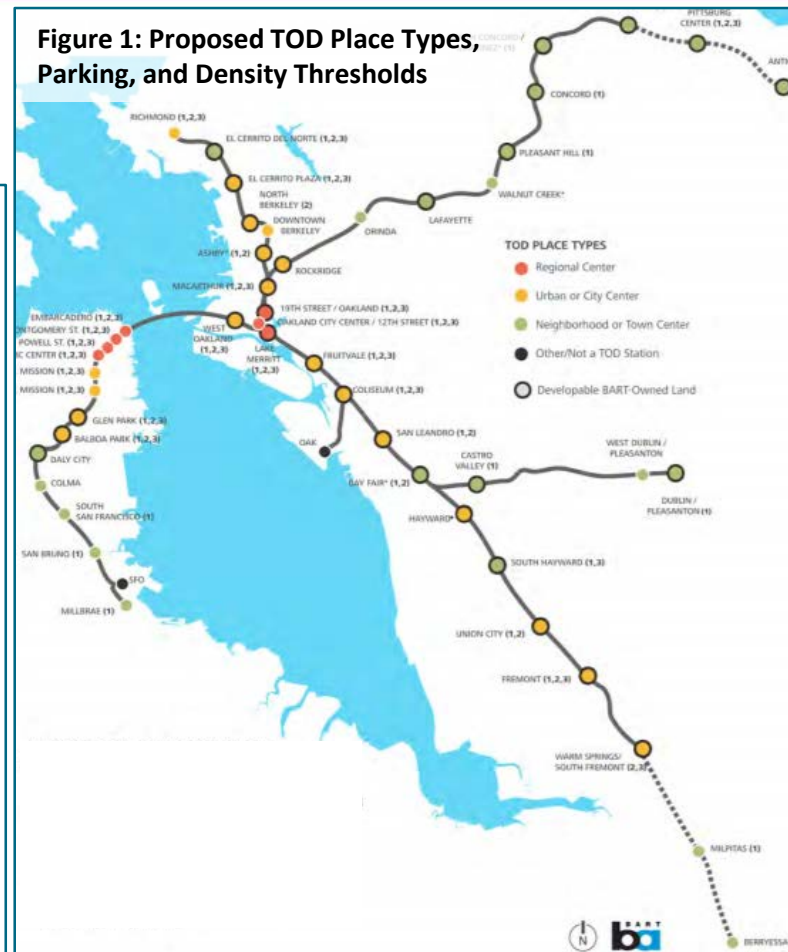 Figure 1: Proposed TOD Place Types,
Parking, and Density Thresholds
CONCORD /
(1)
PITTSBURG
CENTER (1,2,3)
CONCORD (1)
RICHMOND (1,2,3)
EL CERRITO DEL NORTE (1,2,3)
PLEASANT HILL (1)
EL CERRITO PLAZA (1,2,3)
WALNUT CREEK*
NORTH
BERKELEY (2)
LAFAYETTE
DOWNTOWN
BERKELEY
ORINDA
ASHBY* (1,2)
ROCKRIDGE
TOD PLACE TYPES
Regional Center
Urban or City Center
Neighborhood or Town Center
Other/Not a TOD Station
Developable BART-Owned Land
MACARTHUR (1,2,3)
19TH STREET / OAKLAND (1,2,3)
OAKLAND CITY CENTER / 12TH STREET (1,2,3)
EMBARCADERO (1,2,3)
ST. (1,2,3)
POWELL ST. (1,2,3)
CENTER (1,2,3)
MISSION (1,2,3)
MISSION (1,2,3)
WEST
OAKLAND
(1,2,3)
LAKE
MERRITT
(1,2,3)
FRUITVALE (1,2,3)
COLISEUM (1,2,3)
GLEN PARK (1,2,3)
BALBOA PARK (1,2,3)
SAN LEANDRO (1,2)
OAK
DALY CITY
CASTRO
VALLEY (1)
WEST DUBLIN /
PLEASANTON
COLMA
BAY FAIR* (1,2)
DUBLIN /
PLEASANTON (1)
SOUTH
SAN FRANCISCO (1)
HAYWARD*
SAN BRUNO (1)
SOUTH HAYWARD (1,3)
SFO
MILLBRAE (1)
UNION CITY (1,2)
FREMONT (1,2,3)
WARM SPRINGS/
SOUTH FREMONT (2,3)
MILPITAS (1)
BERRYESSA
N
BART
ba